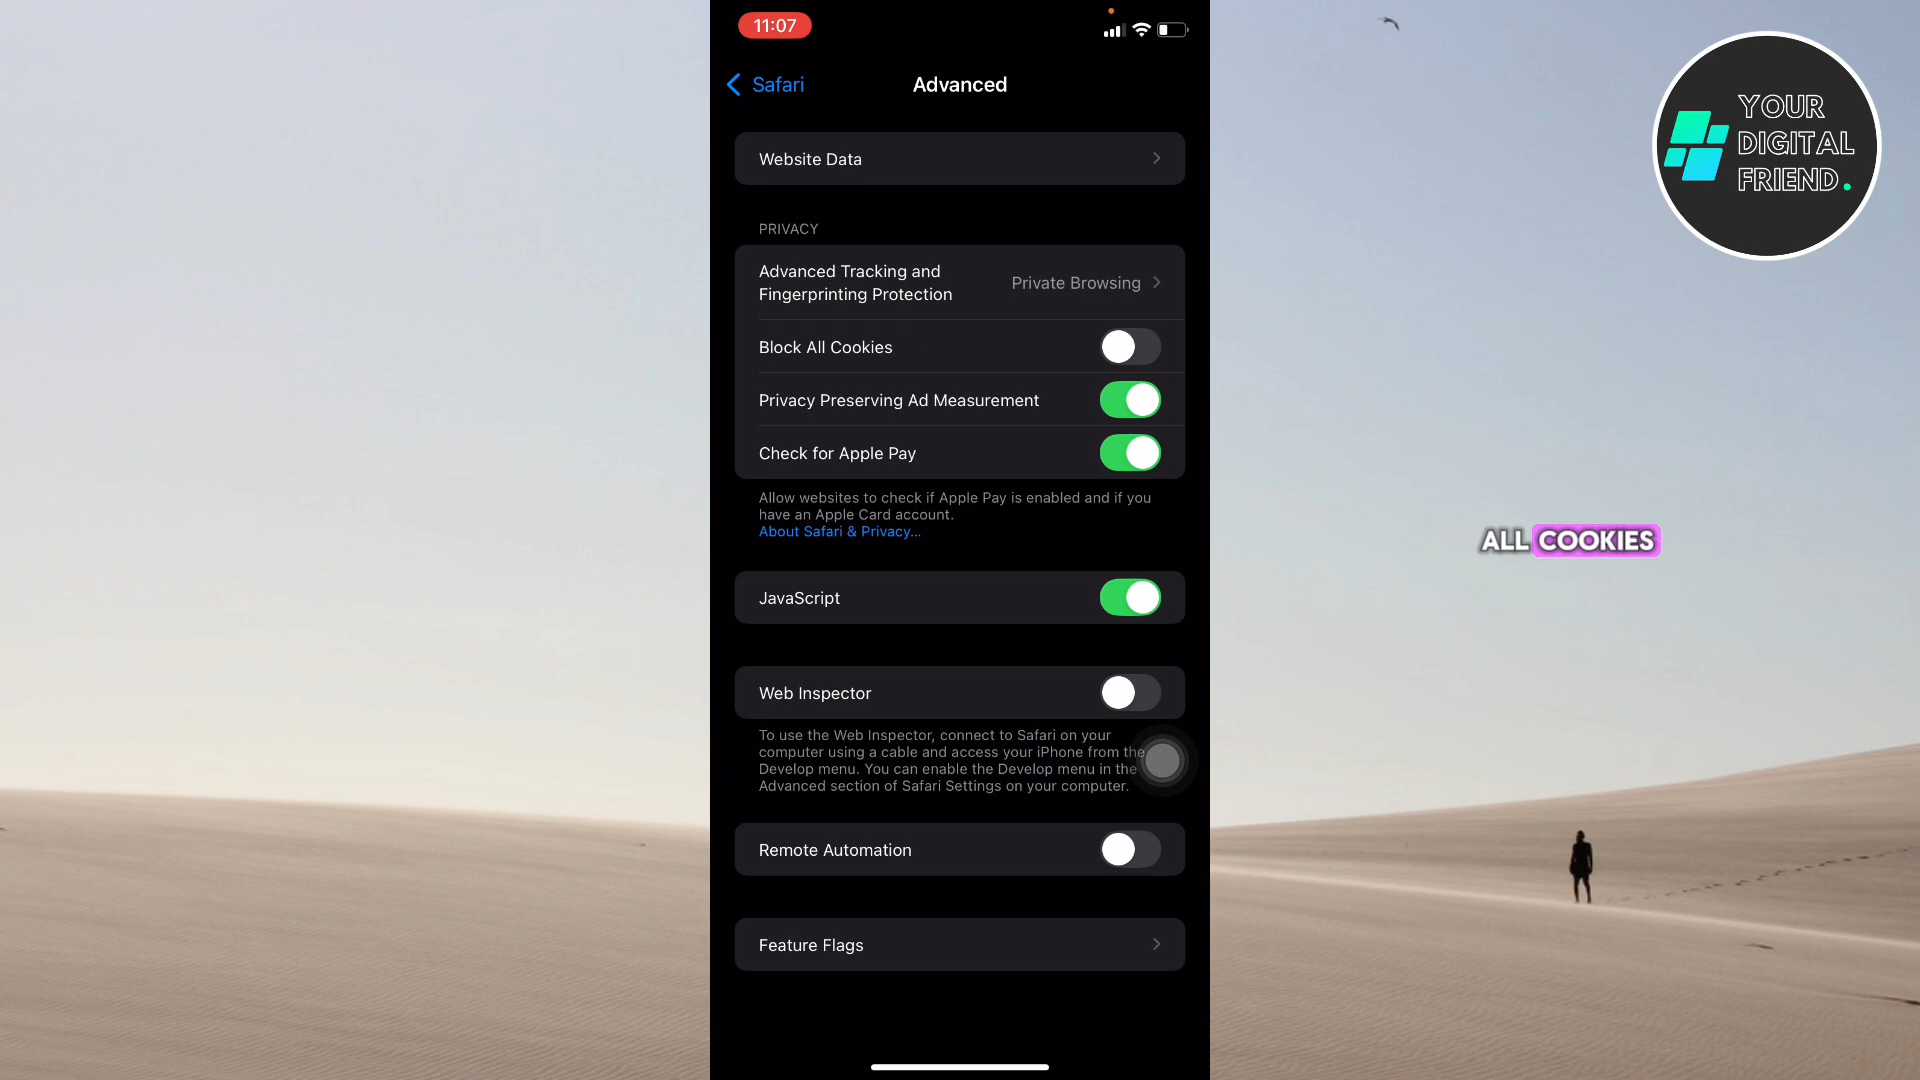 11:07
Safari
Advanced
Website Data
PRIVACY
Advanced Tracking and
Fingerprinting Protection
Private Browsing
Block All Cookies
Privacy Preserving Ad Measurement
Check for Apple Pay
Allow websites to check if Apple Pay is enabled and if you
have an Apple Card account.
About Safari & Privacy...
JavaScript
Web Inspector
To use the Web Inspector, connect to Safari on your
computer using a cable and access your iPhone from the
Develop menu. You can enable the Develop menu in the
Advanced section of Safari Settings on your computer.
Remote Automation
Feature Flags
YOUR
DIGITAL
FRIEND.
ALL COOKIES